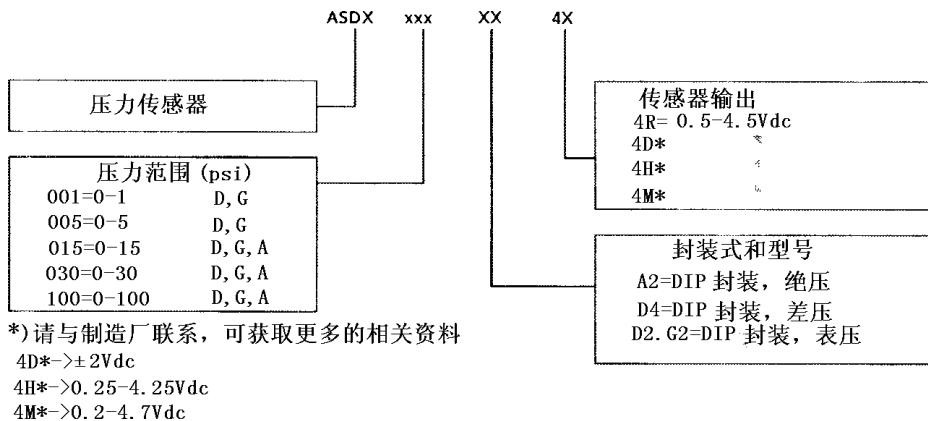 ASDX xxx XX 4X
压力传感器
压力范围 (psi)
001=0-1 D, G
005=0-5 D, G
015=0-15 D, G, A
030=0-30 D, G, A
100=0-100 D, G, A
*)请与制造厂联系，可获取更多的相关资料
4D*->±2Vdc
4H*->0.25-4.25Vdc
4M*->0.2-4.7Vdc
传感器输出
4R= 0.5-4.5Vdc
4D*
4H*
4M*
封装式和型号
A2=DIP 封装，绝压
D4=DIP 封装，差压
D2.G2=DIP 封装，表压